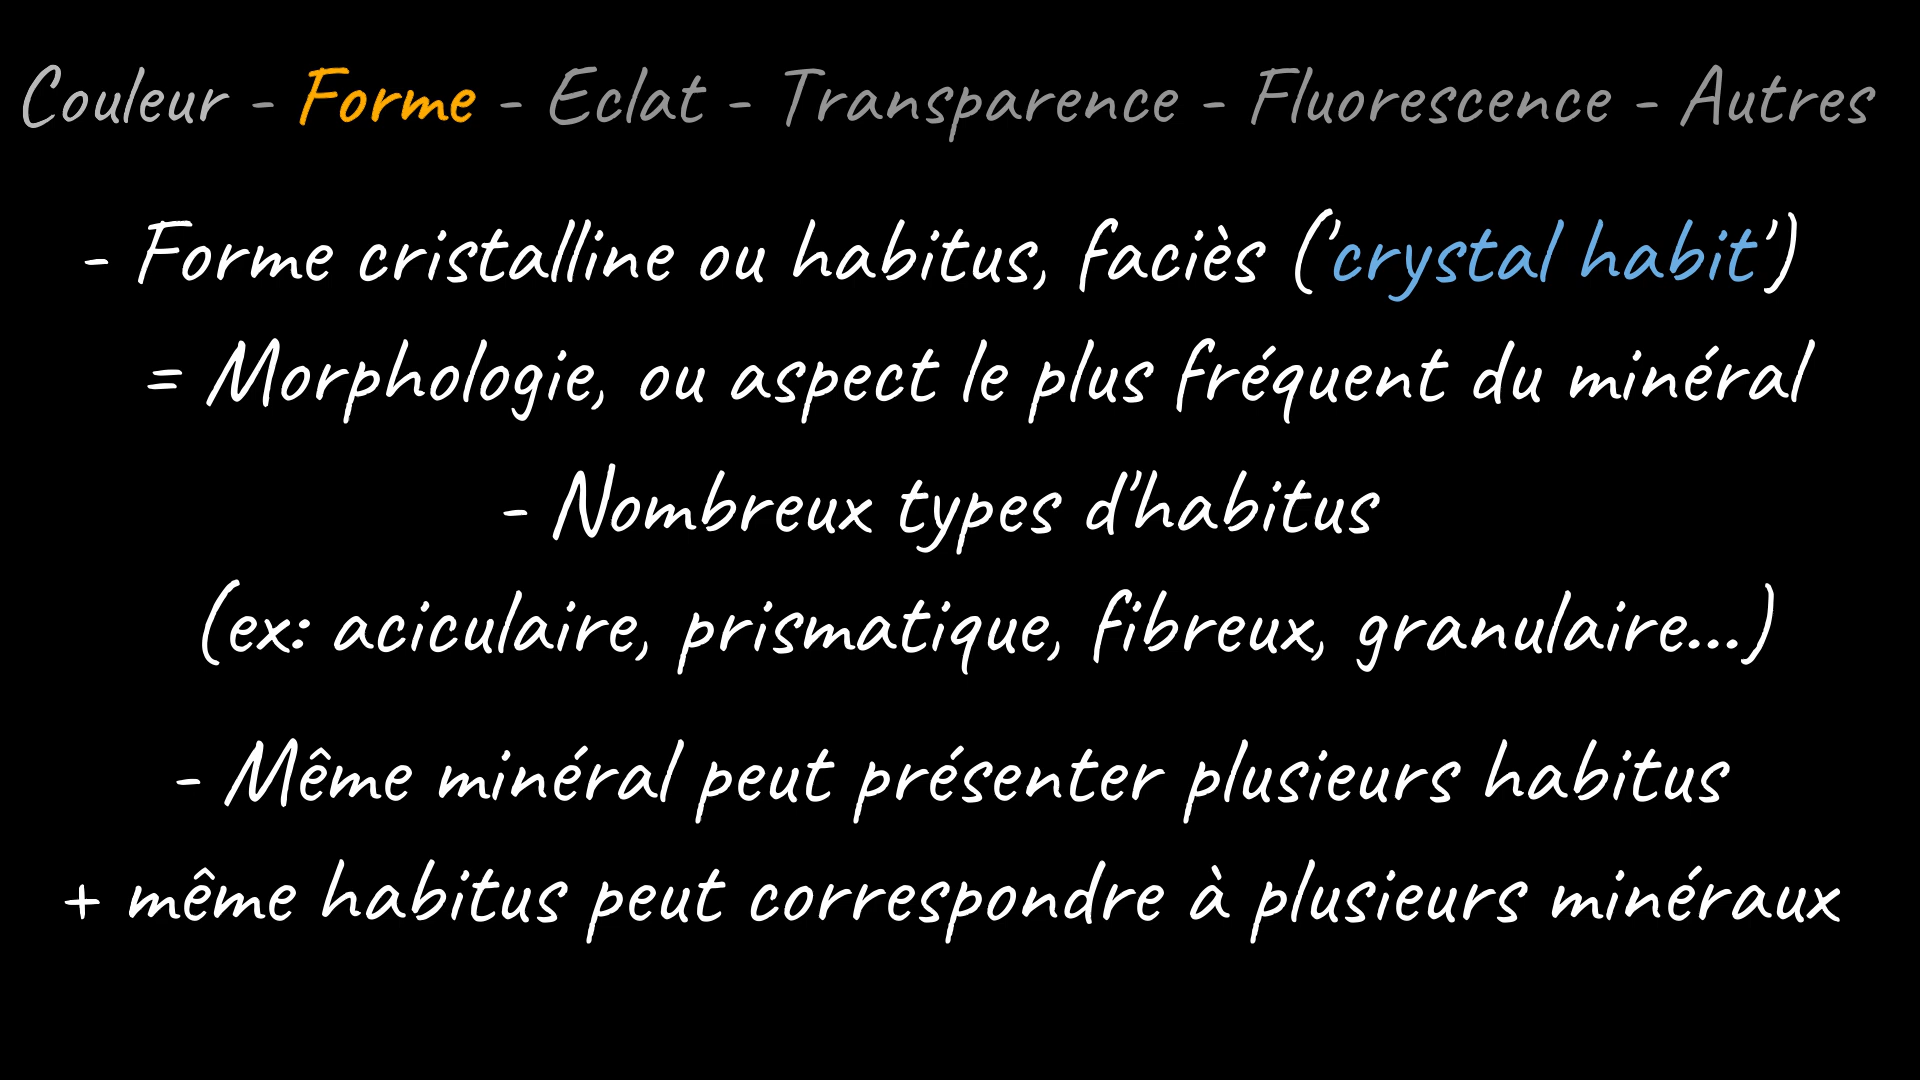 Couleur - Forme - Eclat - Transparence - Fluorescence - Autres
- Forme cristalline ou habitus, faciès ('crystal habit')
= Morphologie, ou aspect le plus fréquent du minéral
- Nombreux types d'habitus
(ex: aciculaire, prismatique, fibreux, granulaire...)
- Même minéral peut présenter plusieurs habitus
+ même habitus peut correspondre à plusieurs minéraux